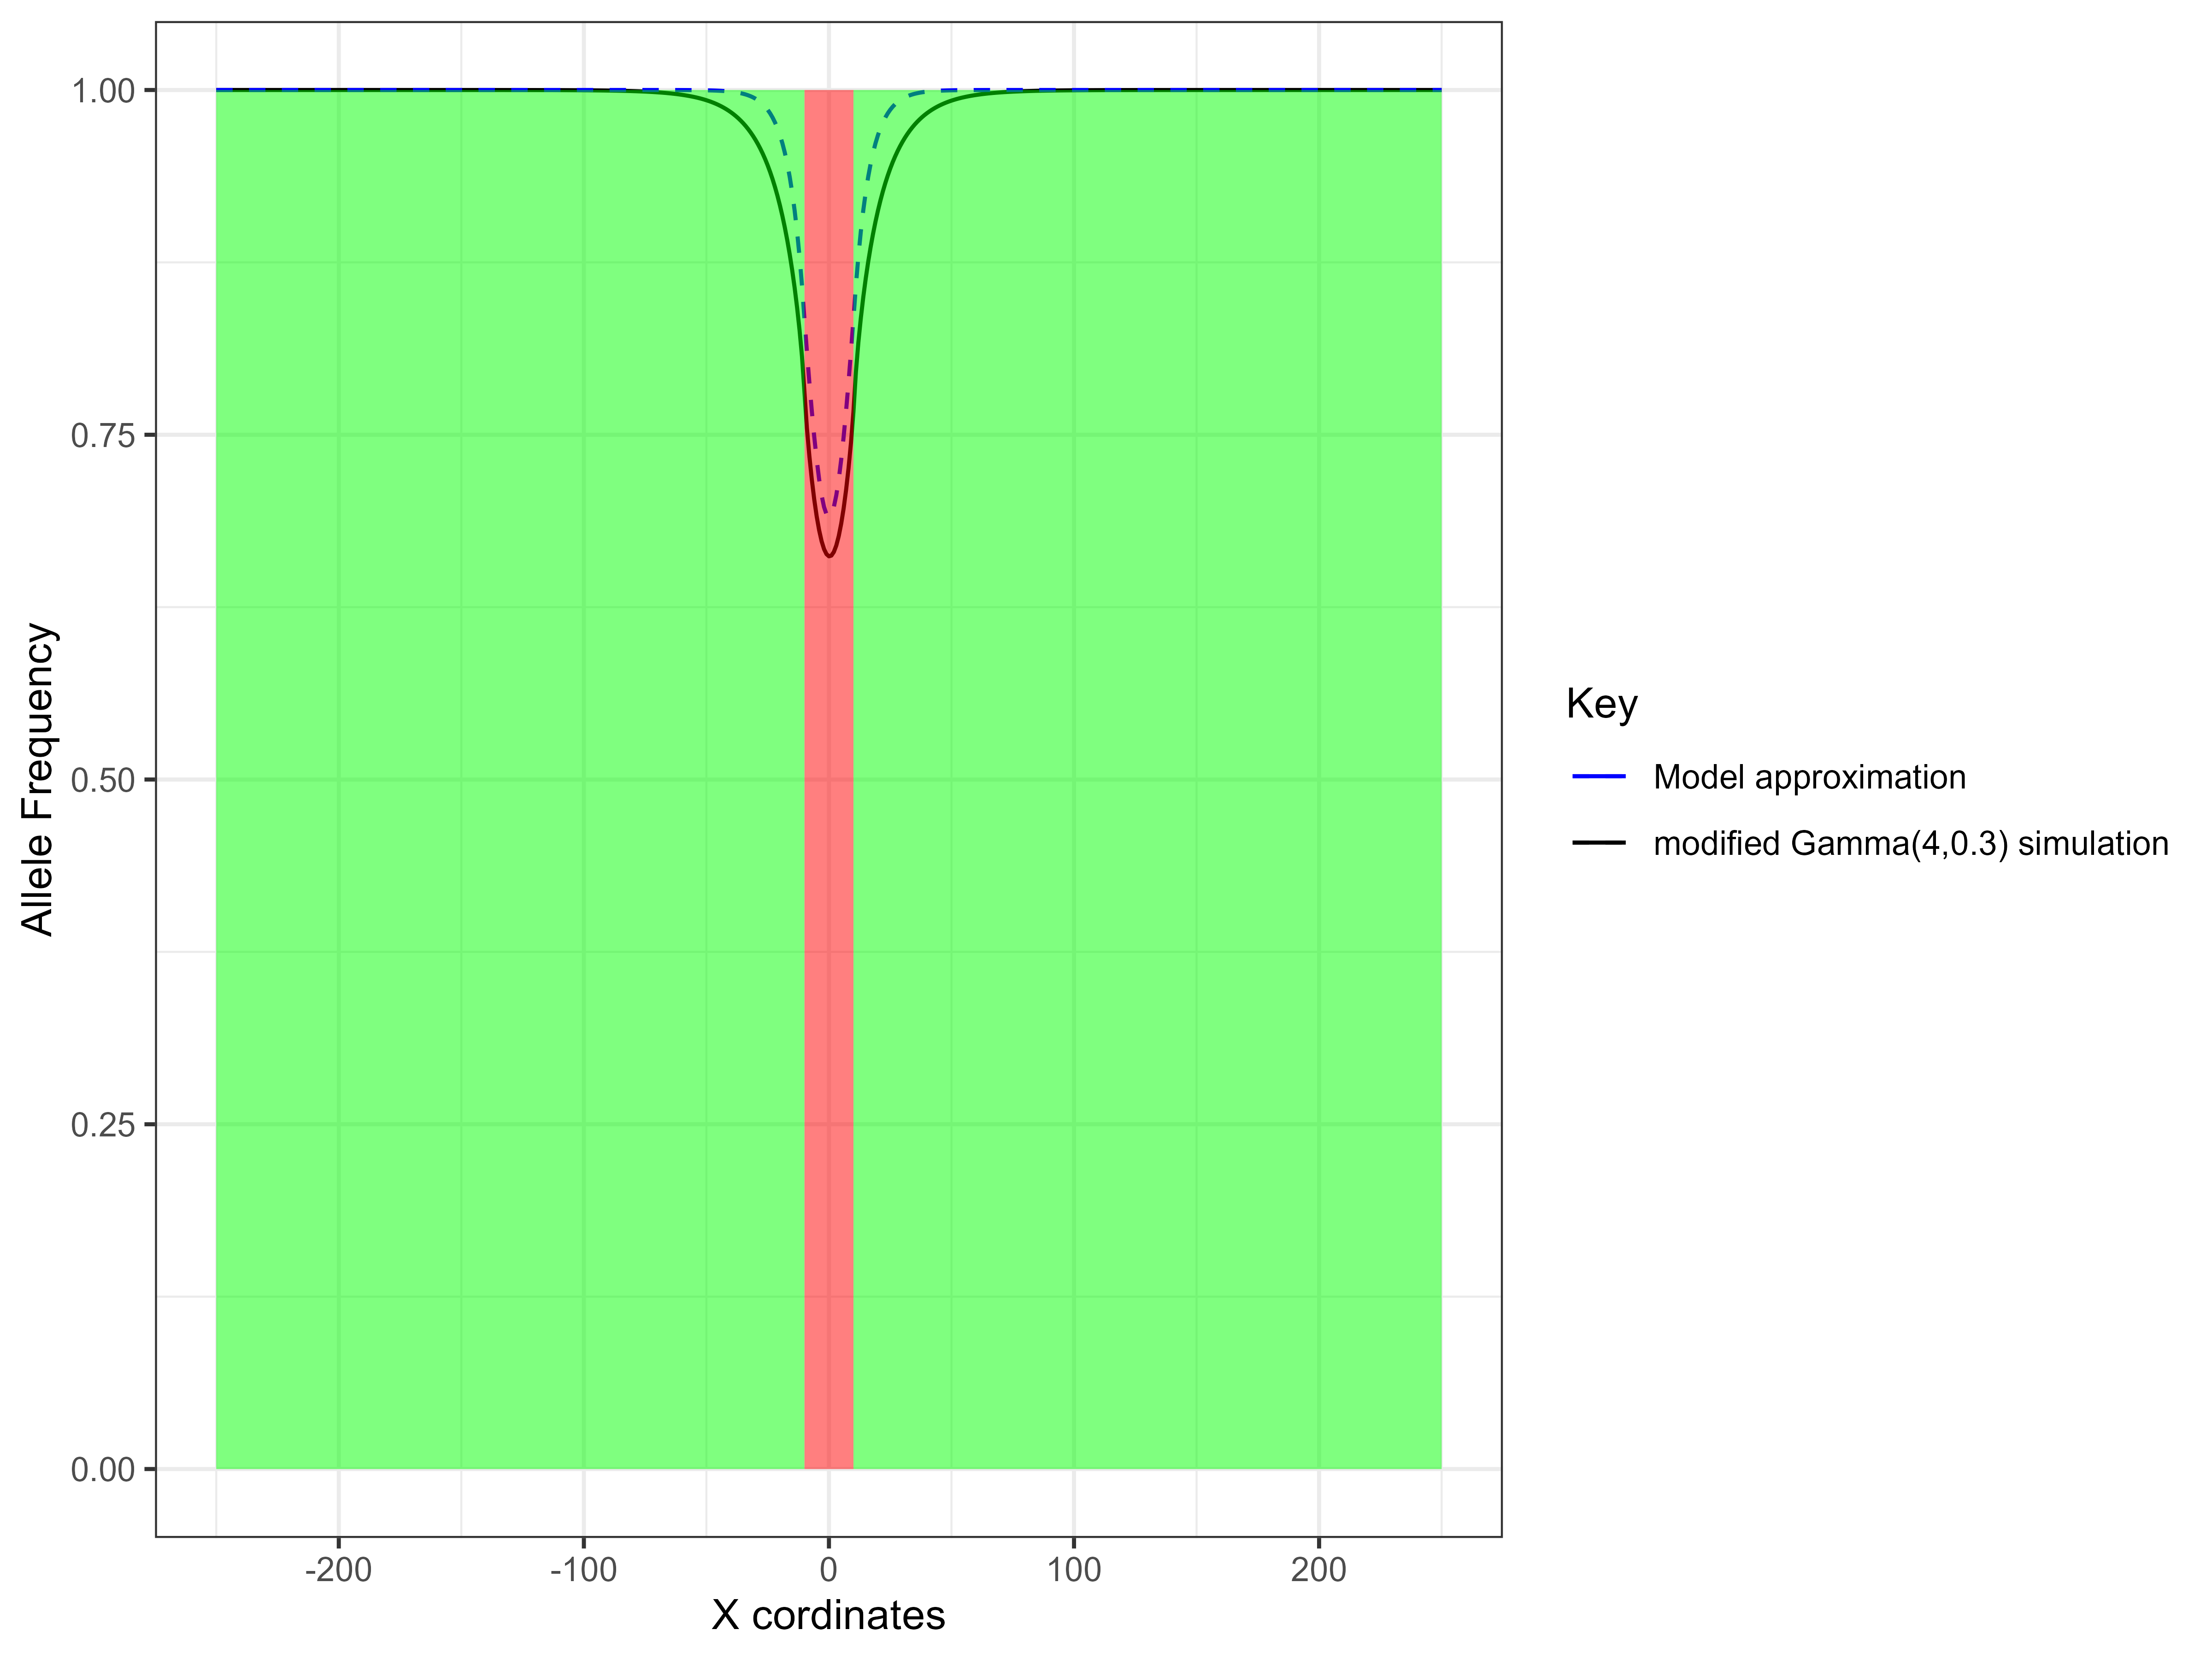 1.00
0.75
0.50
0.25
0.00
Allele Frequency
-200
-100
0
100
200
X cordinates
Key
Model approximation
modified Gamma(4,0.3) simulation